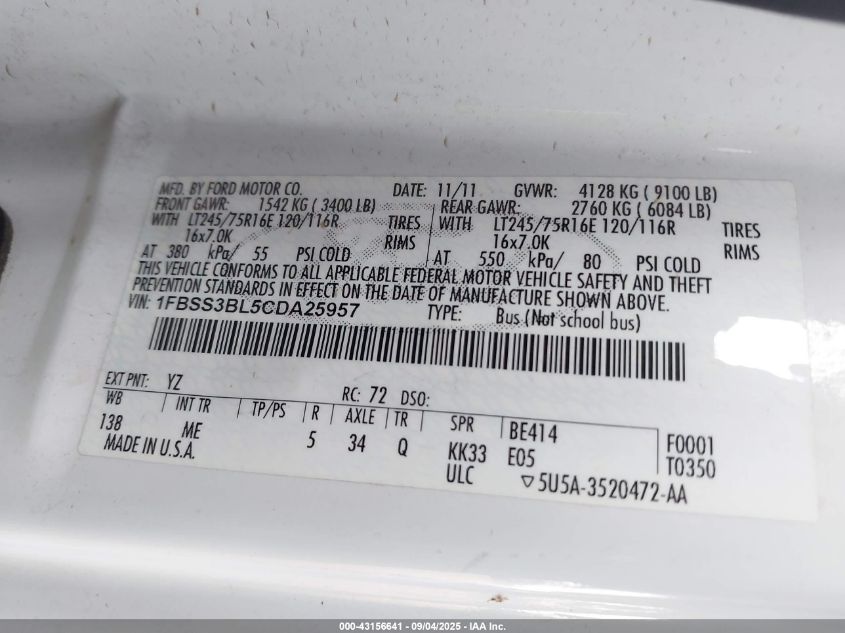 MFD. BY FORD MOTOR CO. DATE: 11/11 GVWR: 4128 KG ( 9100 LB)
FRONT GAWR: 1542 KG ( 3400 LB) REAR GAWR: 2760 KG ( 6084 LB)
WITH LT245/75R16E 120/116R TIRES WITH LT245/75R16E 120/116R TIRES
16x7.0K RIMS 16x7.0K RIMS
AT 380 kPa/ 55 PSI COLD AT 550 kPa/ 80 PSI COLD
THIS VEHICLE CONFORMS TO ALL APPLICABLE FEDERAL MOTOR VEHICLE SAFETY AND THEFT
PREVENTION STANDARDS IN EFFECT ON THE DATE OF MANUFACTURE SHOWN ABOVE.
VIN: 1FBSS3BL5CDA25957 TYPE: Bus (Not school bus)
EXT PNT: YZ RC: 72 DSO:
WB INT TR TP/PS R AXLE TR SPR BE414 F0001
138 ME 5 34 Q KK33 E05 T0350
MADE IN U.S.A. ULC ▽5U5A-3520472-AA
000-43156641 - 09/04/2025 - IAA Inc.